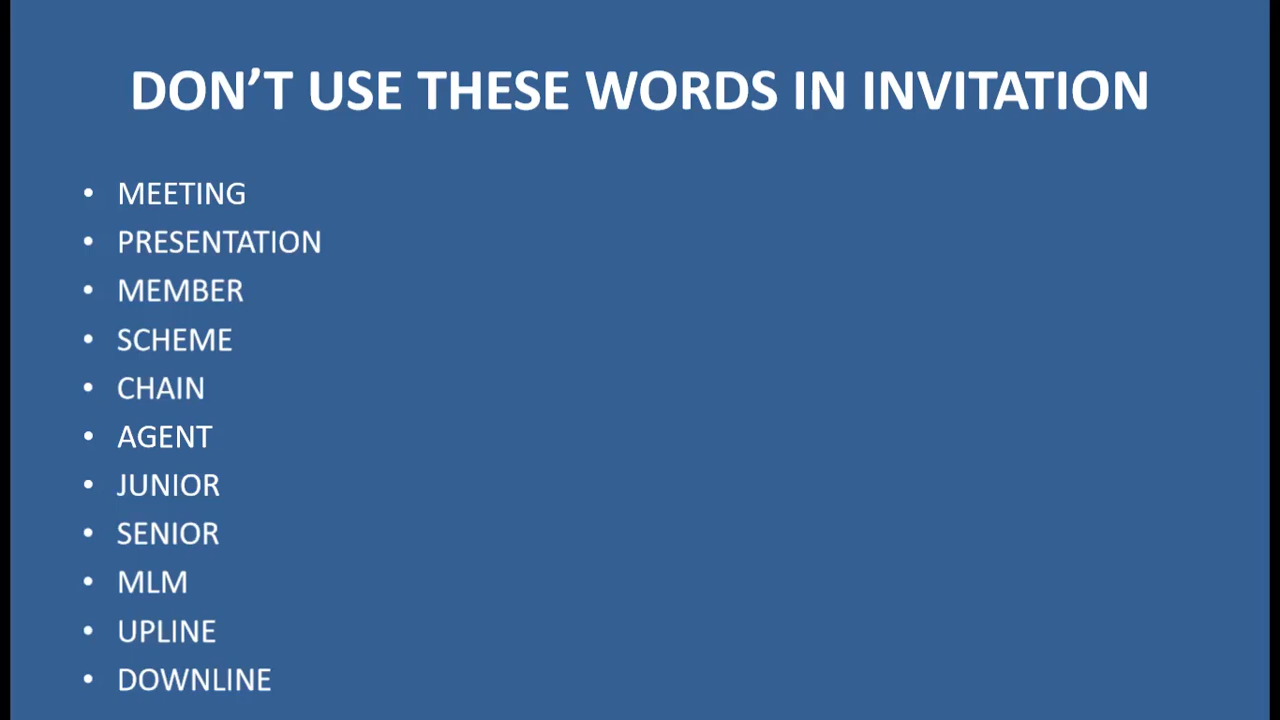 DON’T USE THESE WORDS IN INVITATION
• MEETING
• PRESENTATION
• MEMBER
• SCHEME
• CHAIN
• AGENT
• JUNIOR
• SENIOR
• MLM
• UPLINE
• DOWNLINE